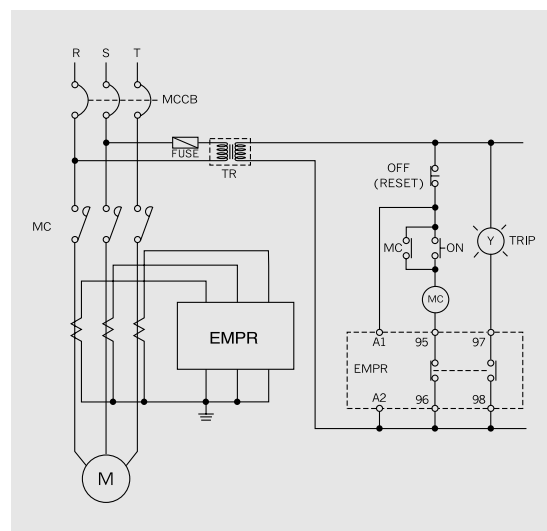 R S T
MCCB
FUSE
TR
OFF
(RESET)
MC
MC
ON
Y
TRIP
MC
EMPR
A1 95 97
EMPR
A2 96 98
M